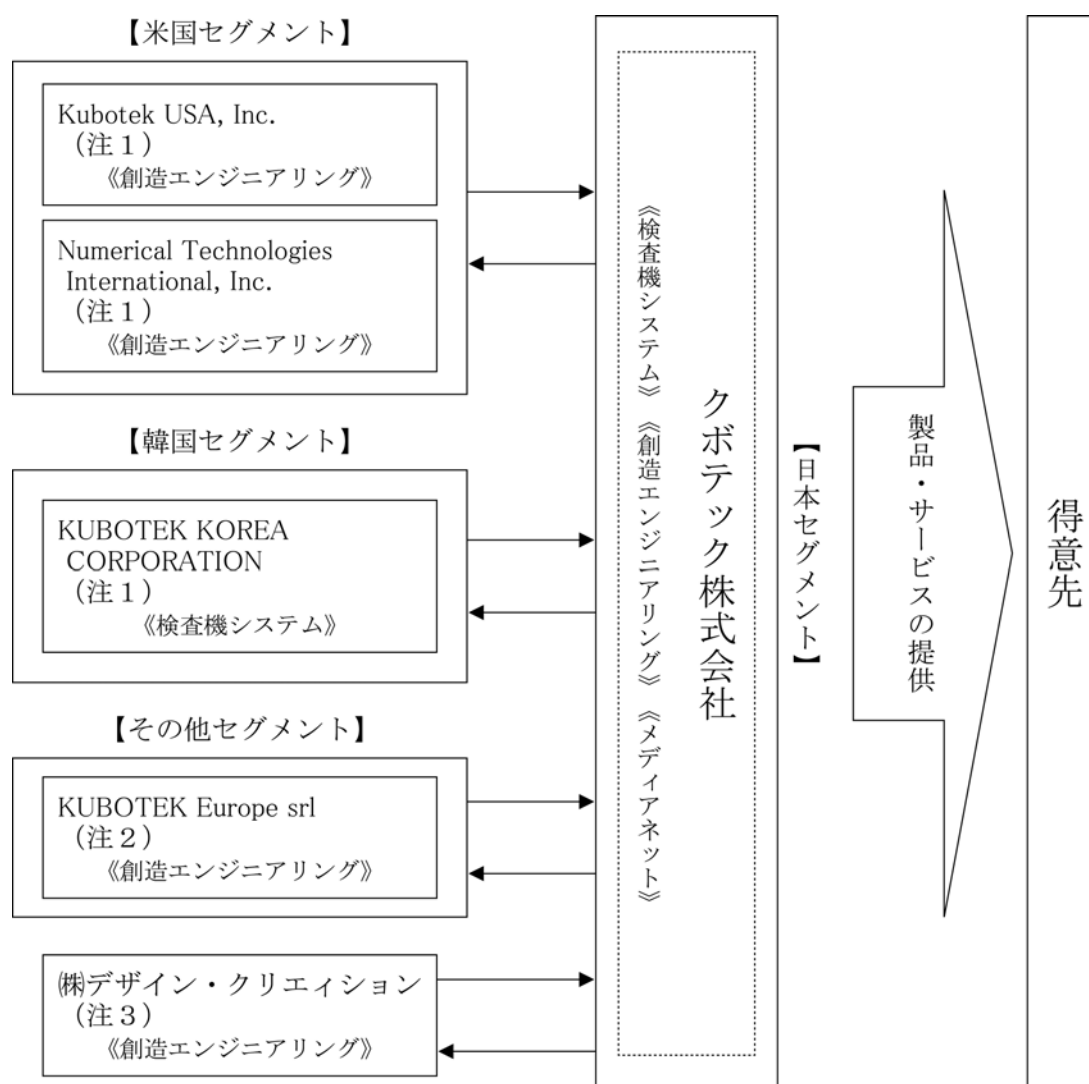 【米国セグメント】
Kubotek USA, Inc.
（注１）
《創造エンジニアリング》
Numerical Technologies
International, Inc.
（注１）
《創造エンジニアリング》
【韓国セグメント】
KUBOTEK KOREA
CORPORATION
（注１）
《検査機システム》
【その他セグメント】
KUBOTEK Europe srl
（注２）
《創造エンジニアリング》
㈱デザイン・クリエィション
（注３）
《創造エンジニアリング》
クボテック株式会社
《検査機システム》《創造エンジニアリング》《メディアネット》
【日本セグメント】
製品・サービスの提供
得意先